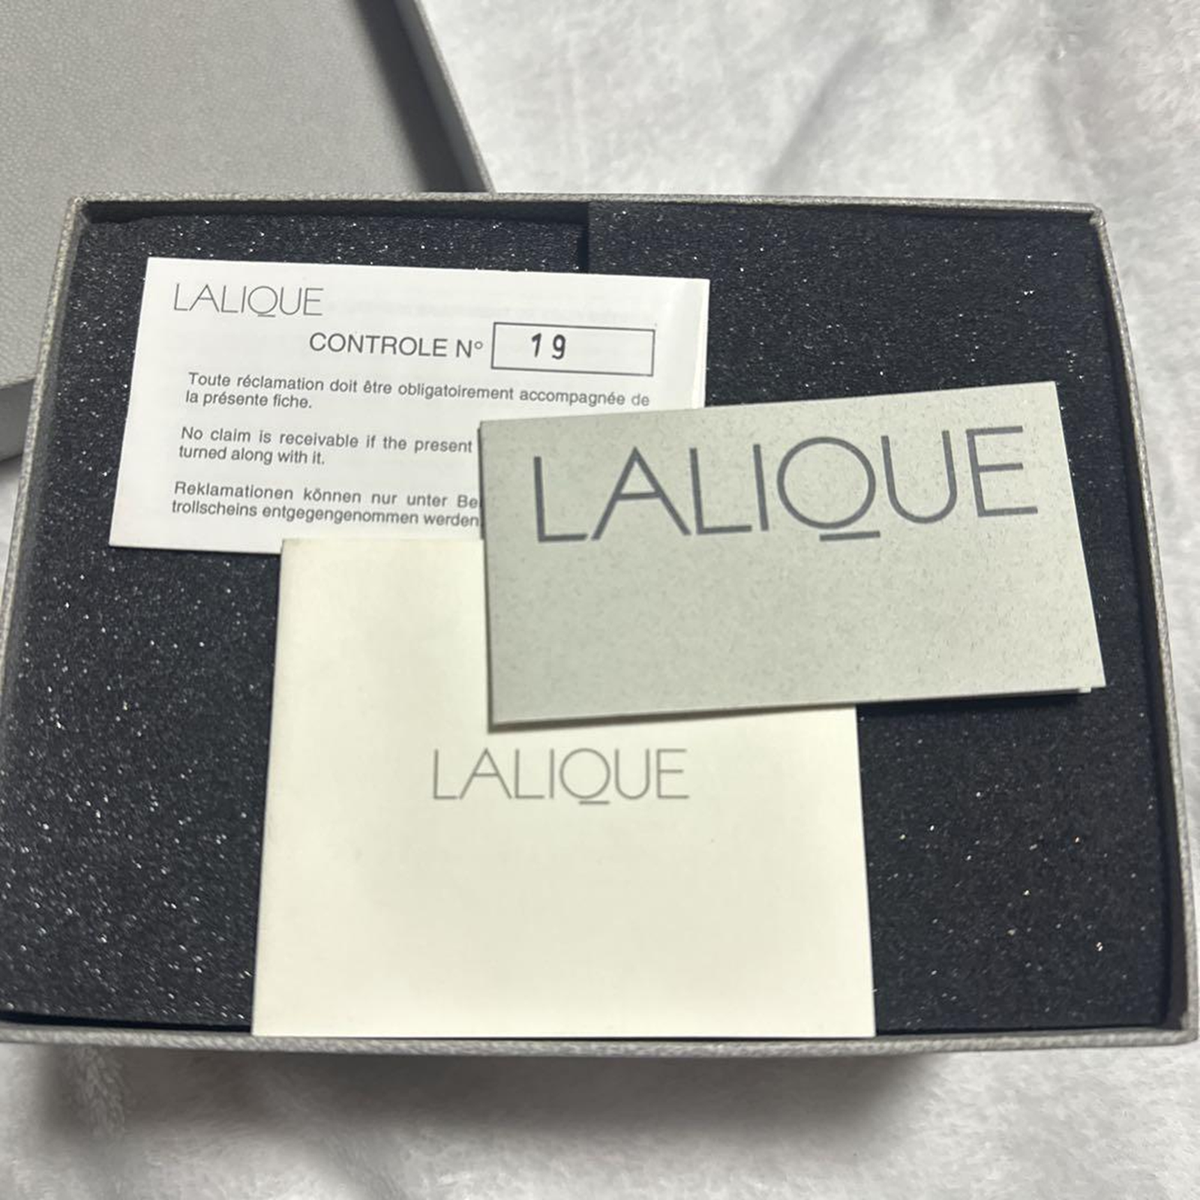 LALIQUE
CONTROLE N° 19
Toute réclamation doit être obligatoirement accompagnée de
la présente fiche.
No claim is receivable if the present
turned along with it.
Reklamationen können nur unter Be
trollscheins entgegengenommen werden
LALIQUE
LALIQUE